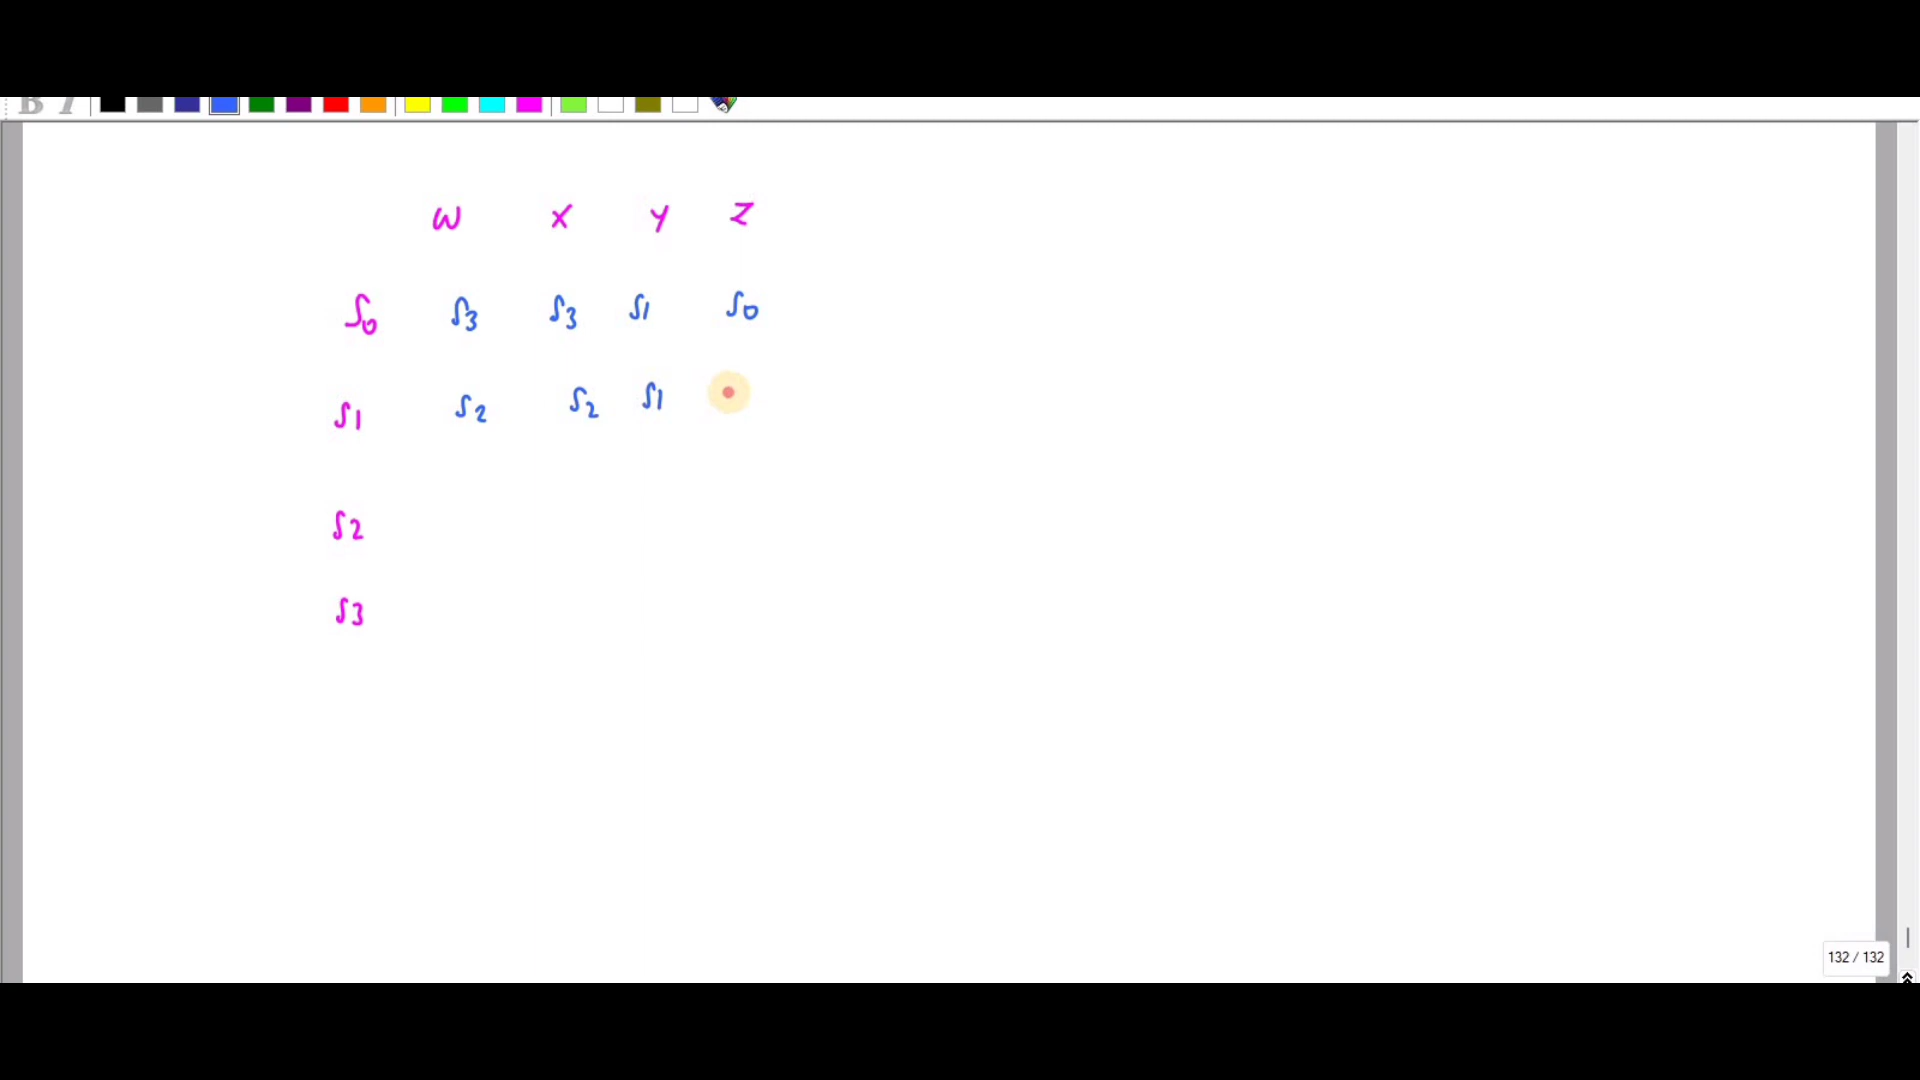 B I
W X Y Z
S0 S3 S3 S1 S0
S1 S2 S2 S1
S2
S3
132 / 132